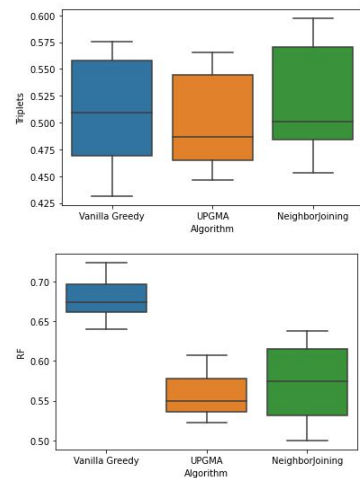 0.600
0.575
0.550
0.525
0.500
0.475
0.450
0.425
Triplets
Vanilla Greedy UPGMA NeighborJoining
Algorithm
0.70
0.65
0.60
0.55
0.50
RF
Vanilla Greedy UPGMA NeighborJoining
Algorithm